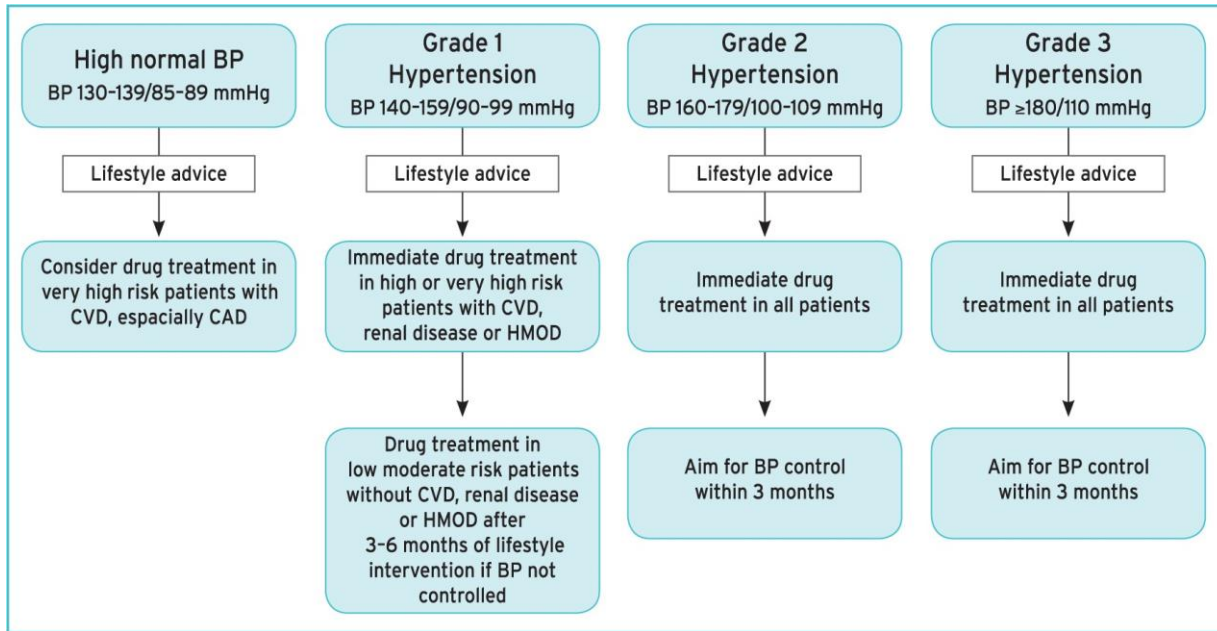 High normal BP
BP 130–139/85–89 mmHg
Lifestyle advice
Consider drug treatment in
very high risk patients with
CVD, espacially CAD
Grade 1
Hypertension
BP 140–159/90–99 mmHg
Lifestyle advice
Immediate drug treatment
in high or very high risk
patients with CVD,
renal disease or HMOD
Drug treatment in
low moderate risk patients
without CVD, renal disease
or HMOD after
3–6 months of lifestyle
intervention if BP not
controlled
Grade 2
Hypertension
BP 160–179/100–109 mmHg
Lifestyle advice
Immediate drug
treatment in all patients
Aim for BP control
within 3 months
Grade 3
Hypertension
BP ≥180/110 mmHg
Lifestyle advice
Immediate drug
treatment in all patients
Aim for BP control
within 3 months